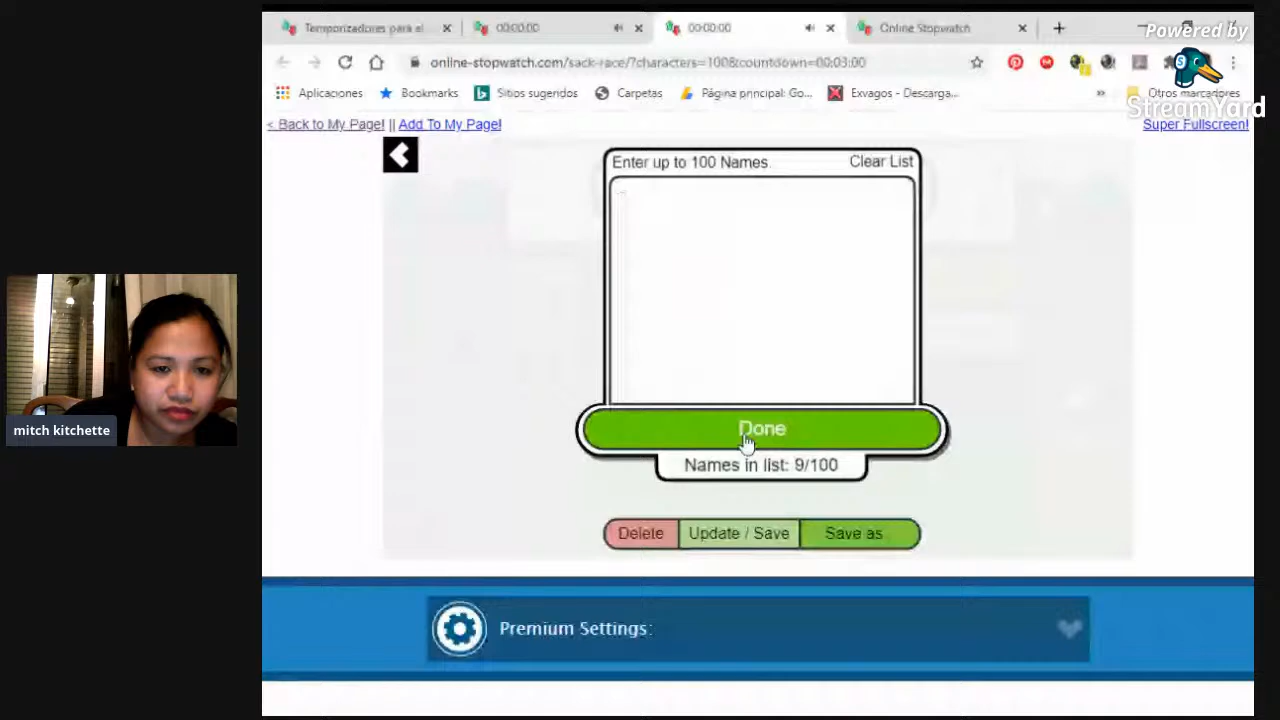 Temporizadores para el
00:00:00
00:00:00
Online Stopwatch
Powered by
online-stopwatch.com/sack-race/?characters=100&countdown=00:03:00
StreamYard
Aplicaciones
Bookmarks
Sitios sugeridos
Carpetas
Página principal: Go...
Exvagos - Descarga...
»
Otros marcadores
< Back to My Page! || Add To My Page!
Super Fullscreen!
Enter up to 100 Names.
Clear List
Done
Names in list: 9/100
Delete
Update / Save
Save as
mitch kitchette
Premium Settings: